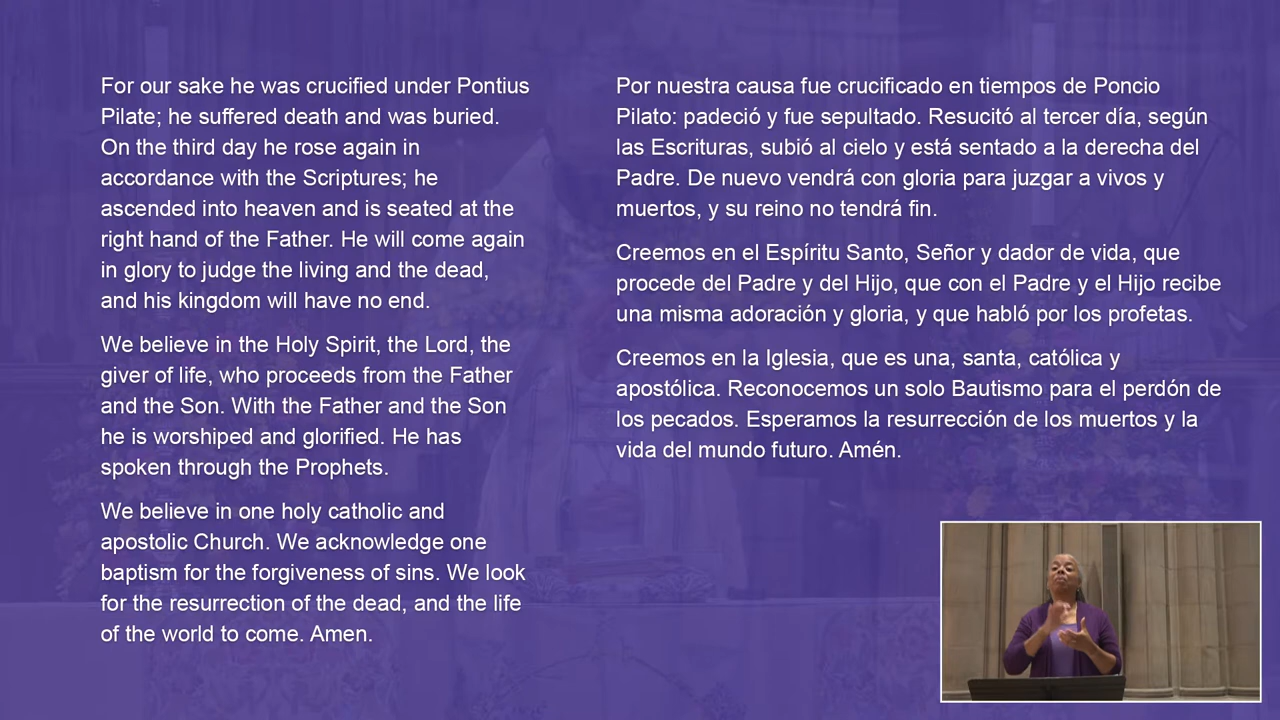 For our sake he was crucified under Pontius
Pilate; he suffered death and was buried.
On the third day he rose again in
accordance with the Scriptures; he
ascended into heaven and is seated at the
right hand of the Father. He will come again
in glory to judge the living and the dead,
and his kingdom will have no end.
We believe in the Holy Spirit, the Lord, the
giver of life, who proceeds from the Father
and the Son. With the Father and the Son
he is worshiped and glorified. He has
spoken through the Prophets.
We believe in one holy catholic and
apostolic Church. We acknowledge one
baptism for the forgiveness of sins. We look
for the resurrection of the dead, and the life
of the world to come. Amen.
Por nuestra causa fue crucificado en tiempos de Poncio
Pilato: padeció y fue sepultado. Resucitó al tercer día, según
las Escrituras, subió al cielo y está sentado a la derecha del
Padre. De nuevo vendrá con gloria para juzgar a vivos y
muertos, y su reino no tendrá fin.
Creemos en el Espíritu Santo, Señor y dador de vida, que
procede del Padre y del Hijo, que con el Padre y el Hijo recibe
una misma adoración y gloria, y que habló por los profetas.
Creemos en la Iglesia, que es una, santa, católica y
apostólica. Reconocemos un solo Bautismo para el perdón de
los pecados. Esperamos la resurrección de los muertos y la
vida del mundo futuro. Amén.